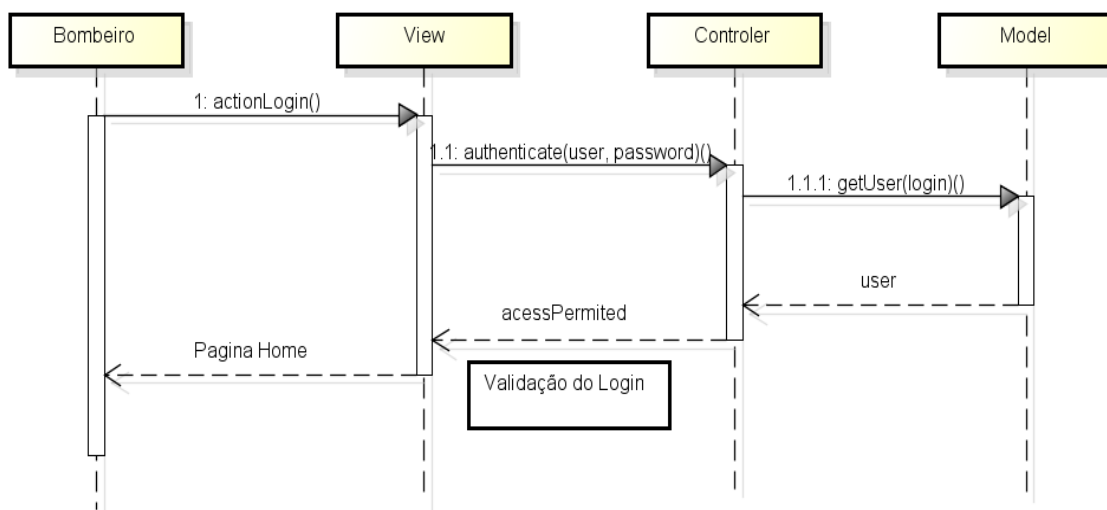 Bombeiro
View
Controler
Model
1: actionLogin()
1.1: authenticate(user, password)()
1.1.1: getUser(login)()
user
acessPermited
Pagina Home
Validação do Login